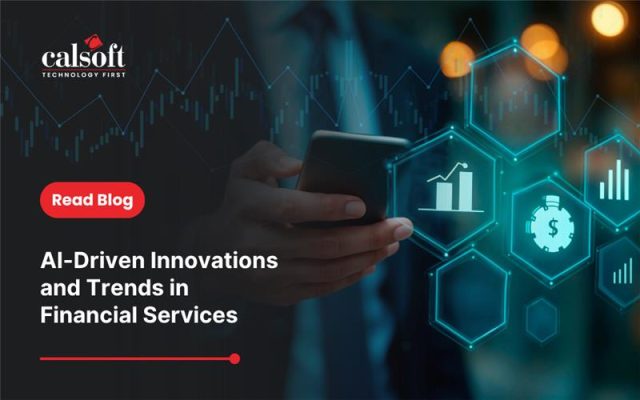 calsoft
TECHNOLOGY FIRST
Read Blog
AI-Driven Innovations
and Trends in
Financial Services
$